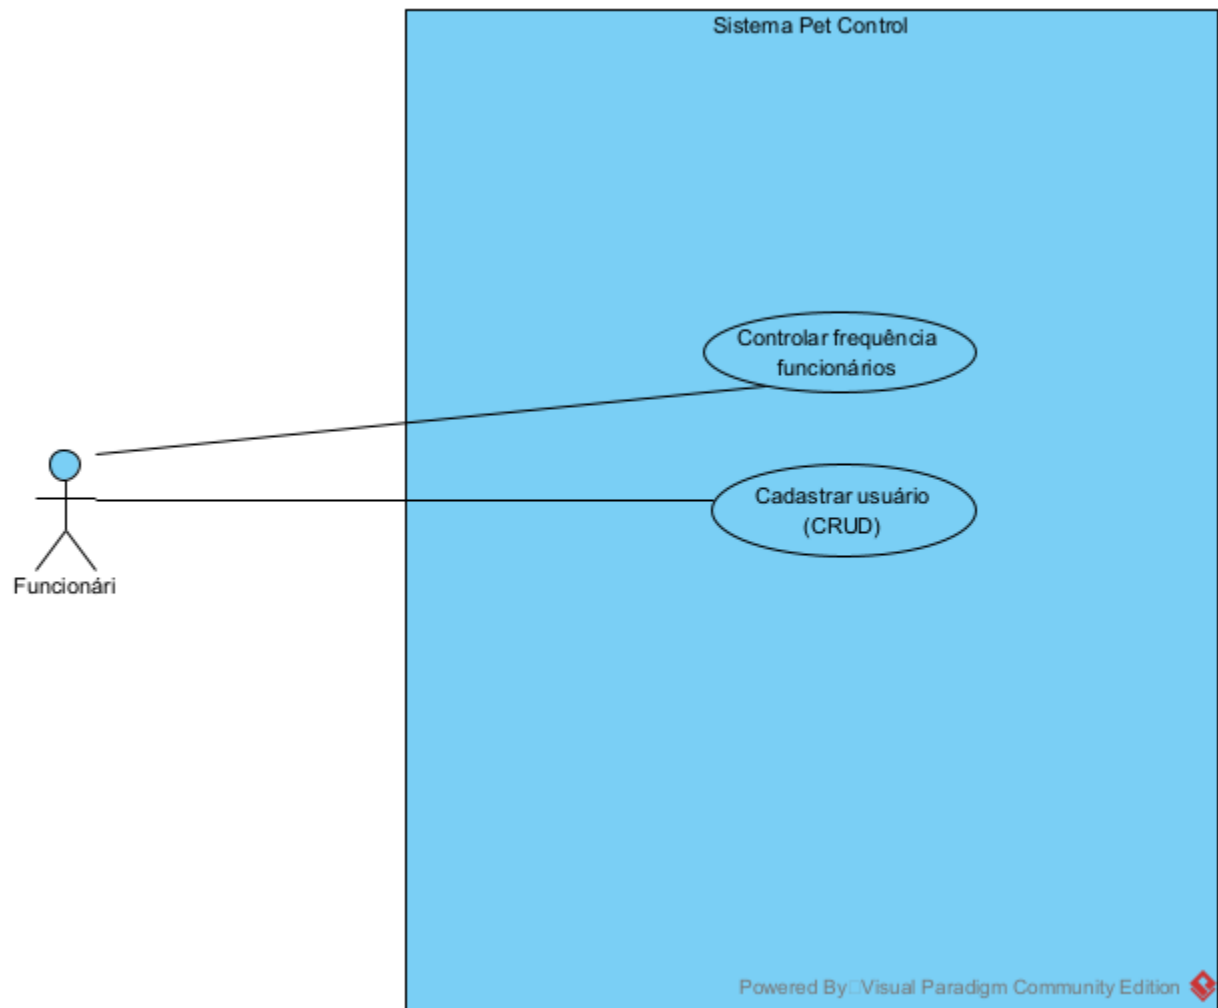 Sistema Pet Control
Controlar frequência
funcionários
Cadastrar usuário
(CRUD)
Funcionári
Powered By Visual Paradigm Community Edition